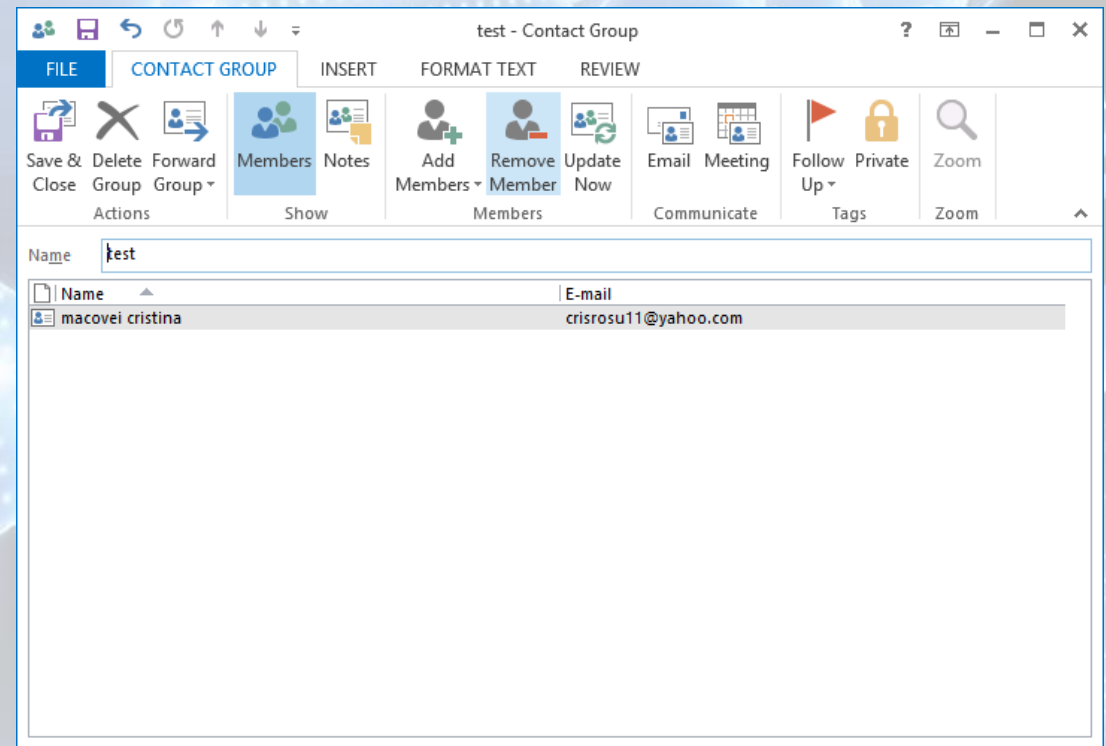 test - Contact Group
?
FILE CONTACT GROUP INSERT FORMAT TEXT REVIEW
Save & Delete Forward Members Notes Add Remove Update Email Meeting Follow Private Zoom
Close Group Group Members Member Now Up
Actions Show Members Communicate Tags Zoom
Name test
Name E-mail
macovei cristina crisrosu11@yahoo.com